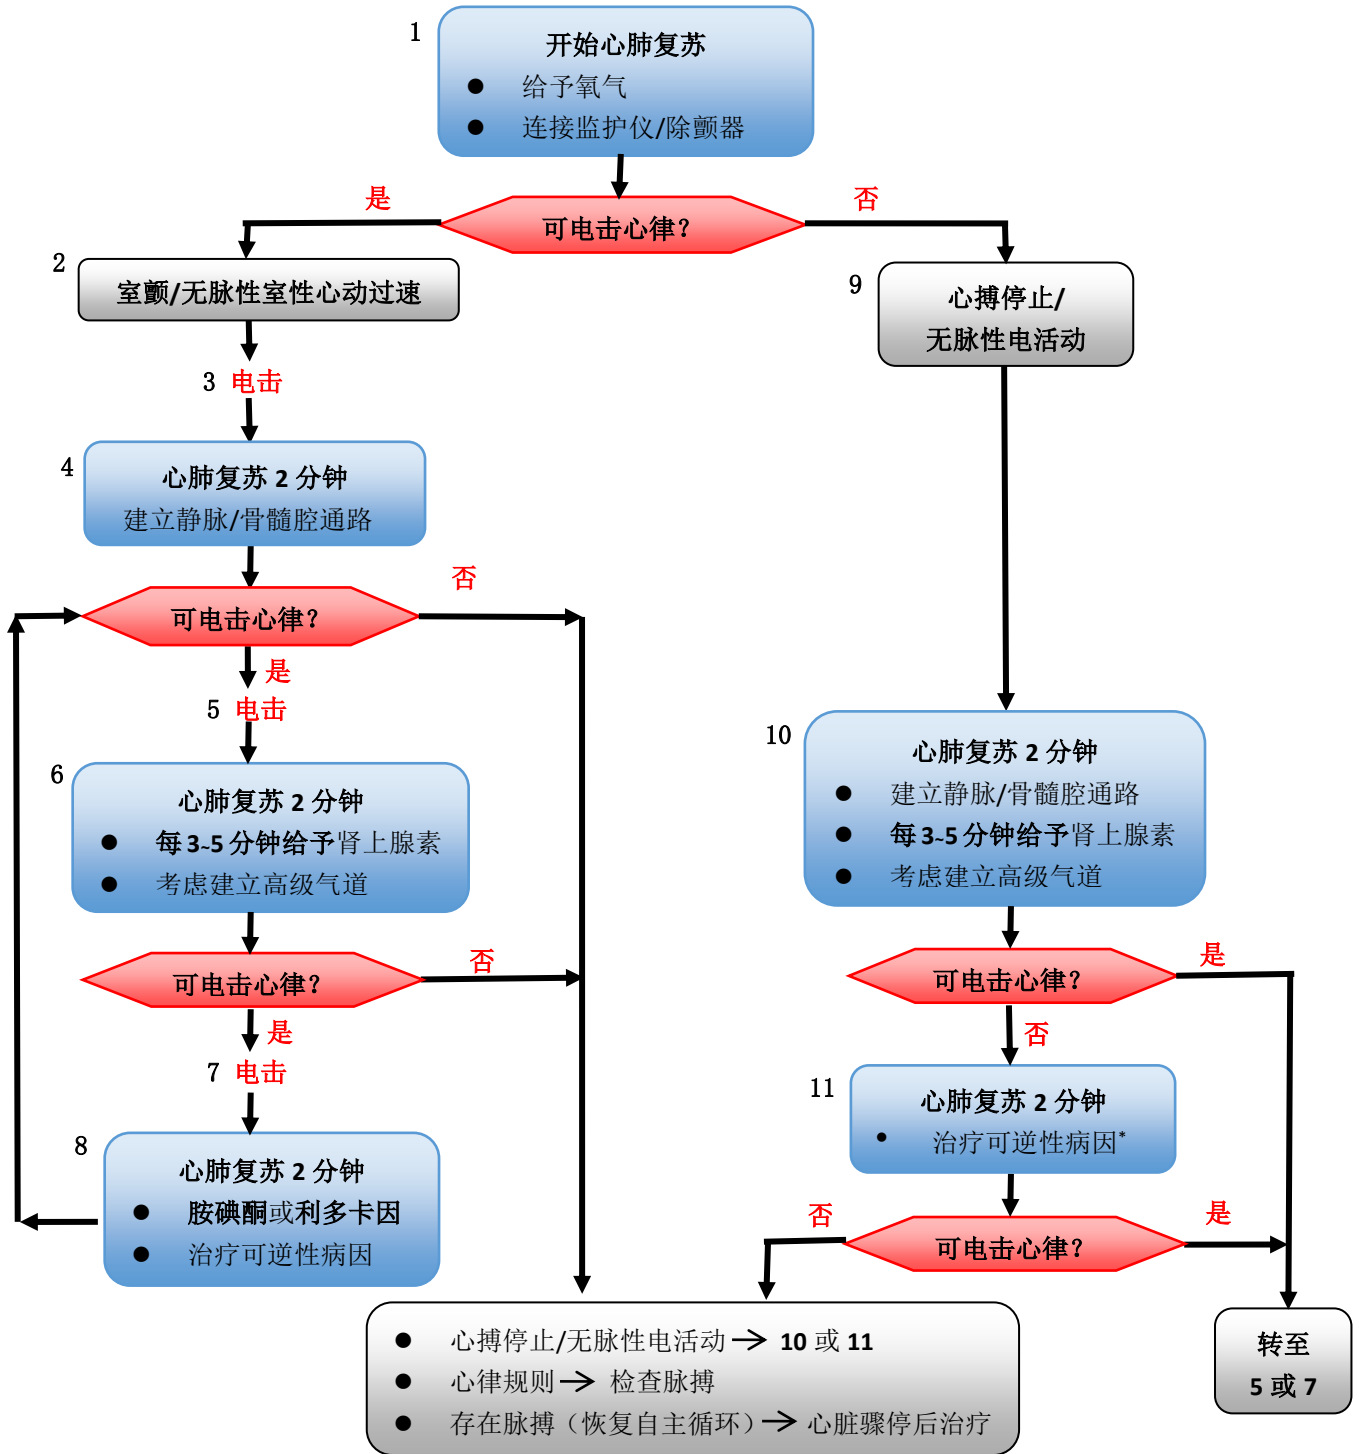 1
开始心肺复苏
● 给予氧气
● 连接监护仪/除颤器
是
可电击心律？
否
2
室颤/无脉性室性心动过速
9
心搏停止/
无脉性电活动
3 电击
4
心肺复苏 2 分钟
建立静脉/骨髓腔通路
可电击心律？
否
是
5 电击
6
心肺复苏 2 分钟
● 每 3~5 分钟给予肾上腺素
● 考虑建立高级气道
10
心肺复苏 2 分钟
● 建立静脉/骨髓腔通路
● 每 3~5 分钟给予肾上腺素
● 考虑建立高级气道
可电击心律？
否
是
7 电击
可电击心律？
是
否
8
心肺复苏 2 分钟
● 胺碘酮或利多卡因
● 治疗可逆性病因
11
心肺复苏 2 分钟
● 治疗可逆性病因*
否
可电击心律？
是
● 心搏停止/无脉性电活动→ 10 或 11
● 心律规则→ 检查脉搏
● 存在脉搏（恢复自主循环）→心脏骤停后治疗
转至
5 或 7